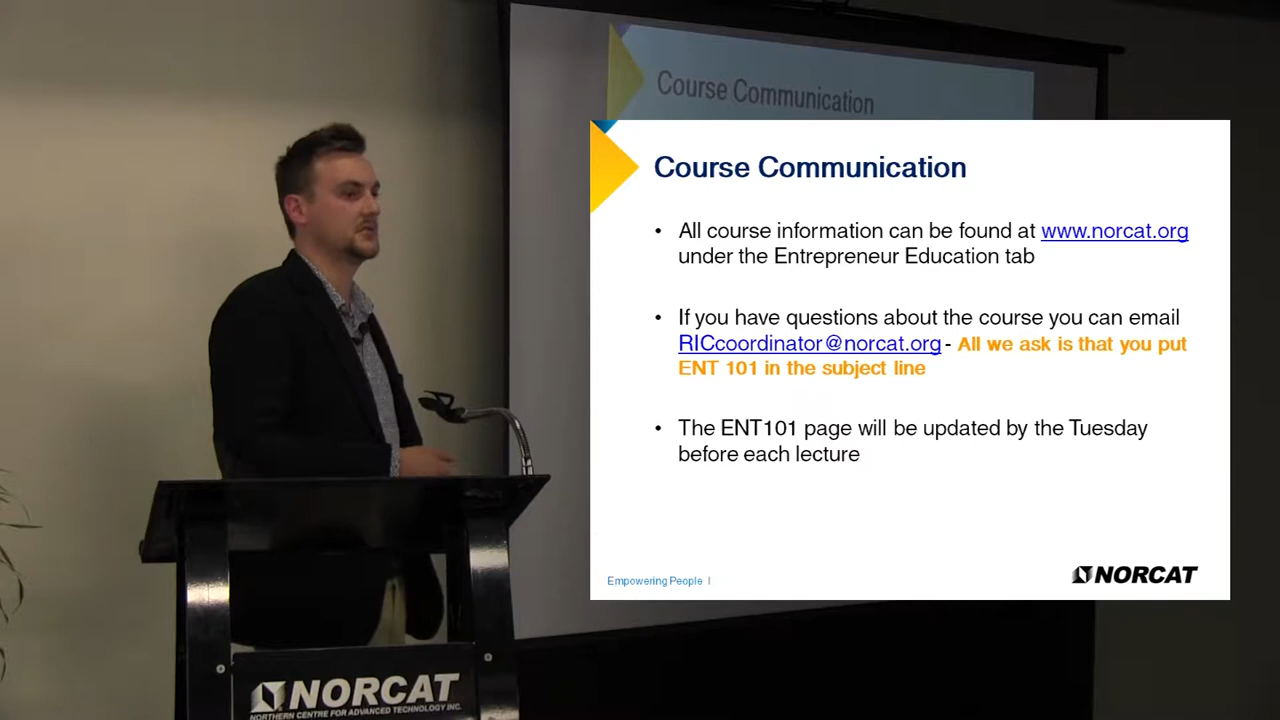 Course Communication
Course Communication
• All course information can be found at www.norcat.org
under the Entrepreneur Education tab
• If you have questions about the course you can email
RICcoordinator@norcat.org - All we ask is that you put
ENT 101 in the subject line
• The ENT101 page will be updated by the Tuesday
before each lecture
Empowering People |
NORCAT
NORCAT
NORTHERN CENTRE FOR ADVANCED TECHNOLOGY INC.